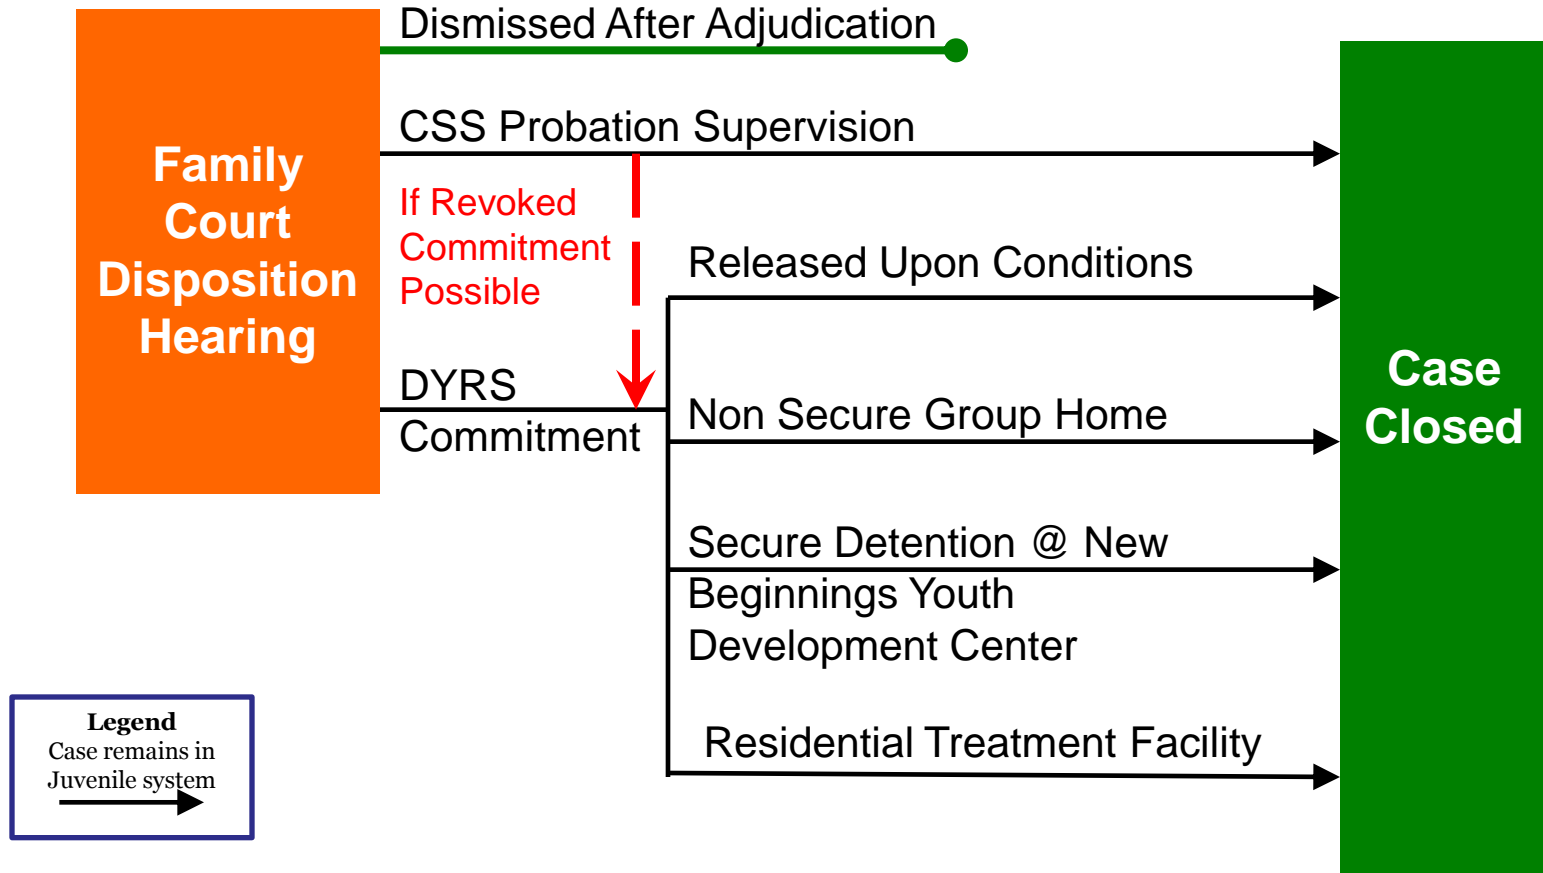 Dismissed After Adjudication
Family
Court
Disposition
Hearing
CSS Probation Supervision
If Revoked
Commitment
Possible
Released Upon Conditions
DYRS
Commitment
Non Secure Group Home
Secure Detention @ New
Beginnings Youth
Development Center
Residential Treatment Facility
Case
Closed
Legend
Case remains in
Juvenile system